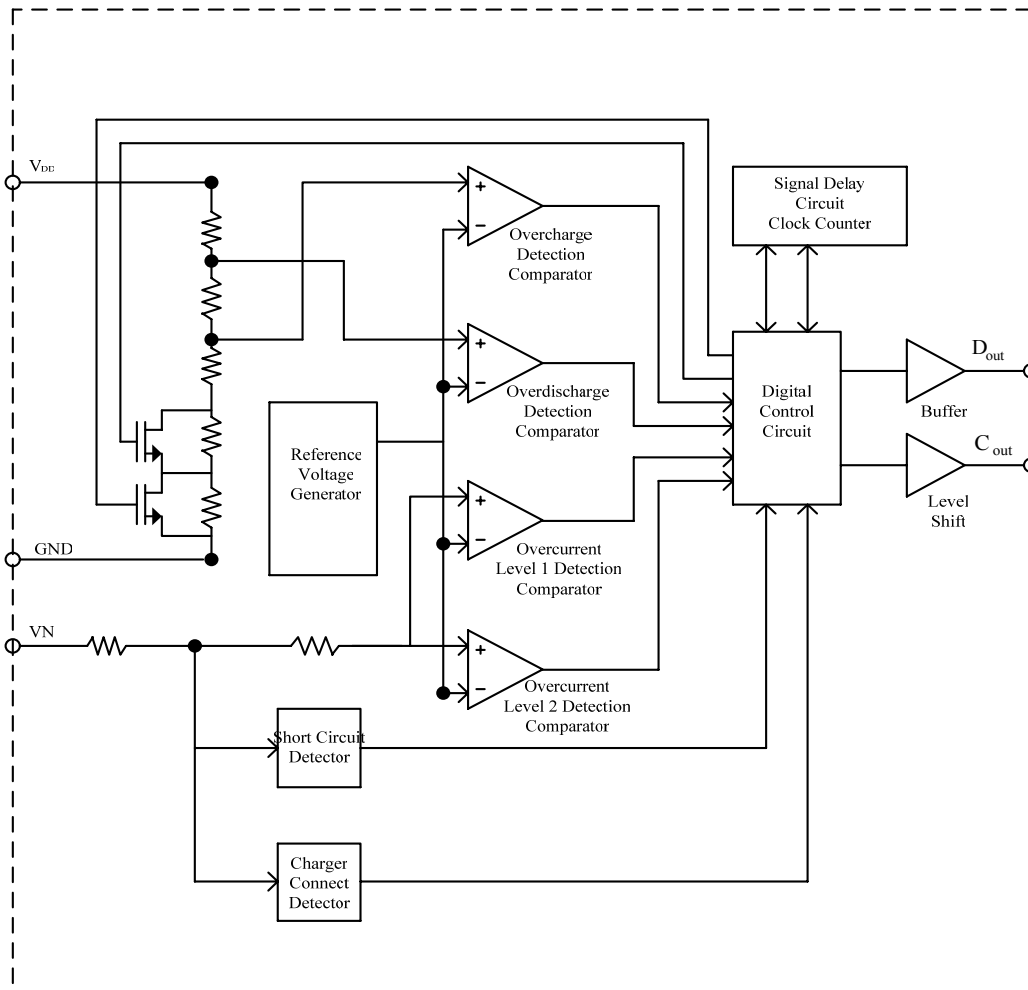 VDD
GND
VN
+
−
Overcharge
Detection
Comparator
+
−
Overdischarge
Detection
Comparator
Reference
Voltage
Generator
+
−
Overcurrent
Level 1 Detection
Comparator
+
−
Overcurrent
Level 2 Detection
Comparator
Short Circuit
Detector
Charger
Connect
Detector
Signal Delay
Circuit
Clock Counter
Digital
Control
Circuit
Dout
Buffer
C out
Level
Shift